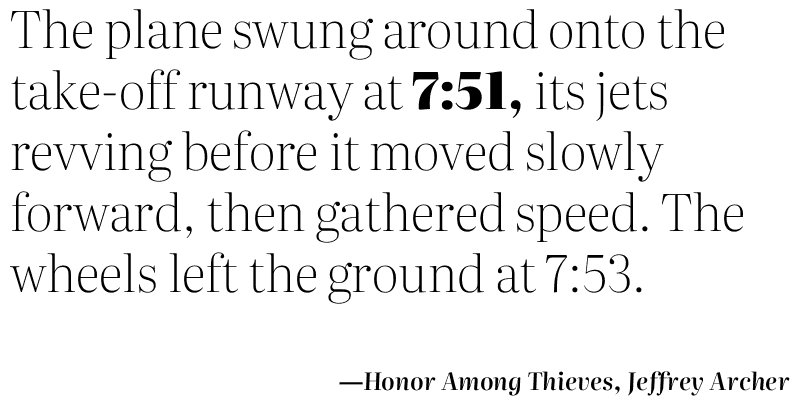 The plane swung around onto the
take-off runway at 7:51, its jets
revving before it moved slowly
forward, then gathered speed. The
wheels left the ground at 7:53.
—Honor Among Thieves, Jeffrey Archer